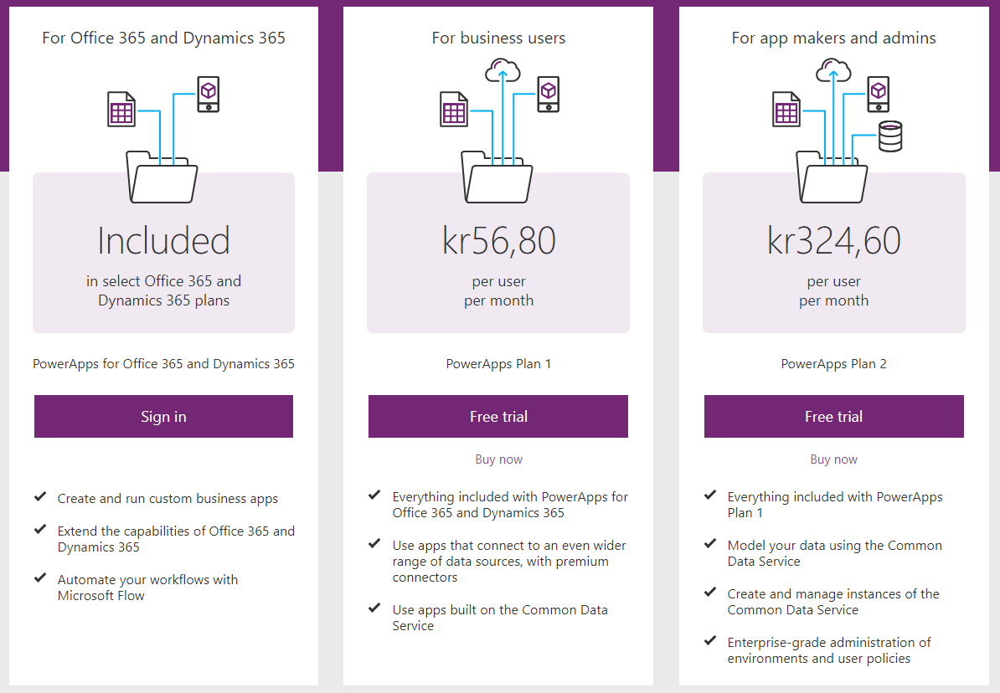 For Office 365 and Dynamics 365
Included
in select Office 365 and
Dynamics 365 plans
PowerApps for Office 365 and Dynamics 365
Sign in
Create and run custom business apps
Extend the capabilities of Office 365 and
Dynamics 365
Automate your workflows with
Microsoft Flow
For business users
kr56,80
per user
per month
PowerApps Plan 1
Free trial
Buy now
Everything included with PowerApps for
Office 365 and Dynamics 365
Use apps that connect to an even wider
range of data sources, with premium
connectors
Use apps built on the Common Data
Service
For app makers and admins
kr324,60
per user
per month
PowerApps Plan 2
Free trial
Buy now
Everything included with PowerApps
Plan 1
Model your data using the Common
Data Service
Create and manage instances of the
Common Data Service
Enterprise-grade administration of
environments and user policies